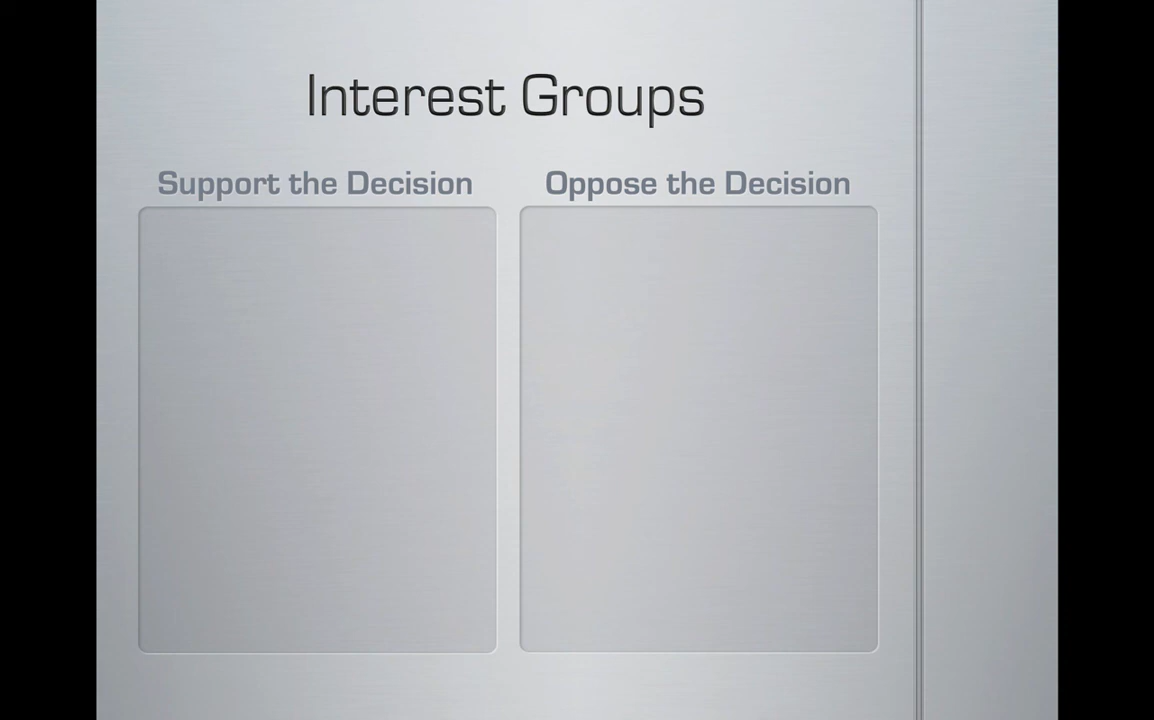 Interest Groups
Support the Decision
Oppose the Decision